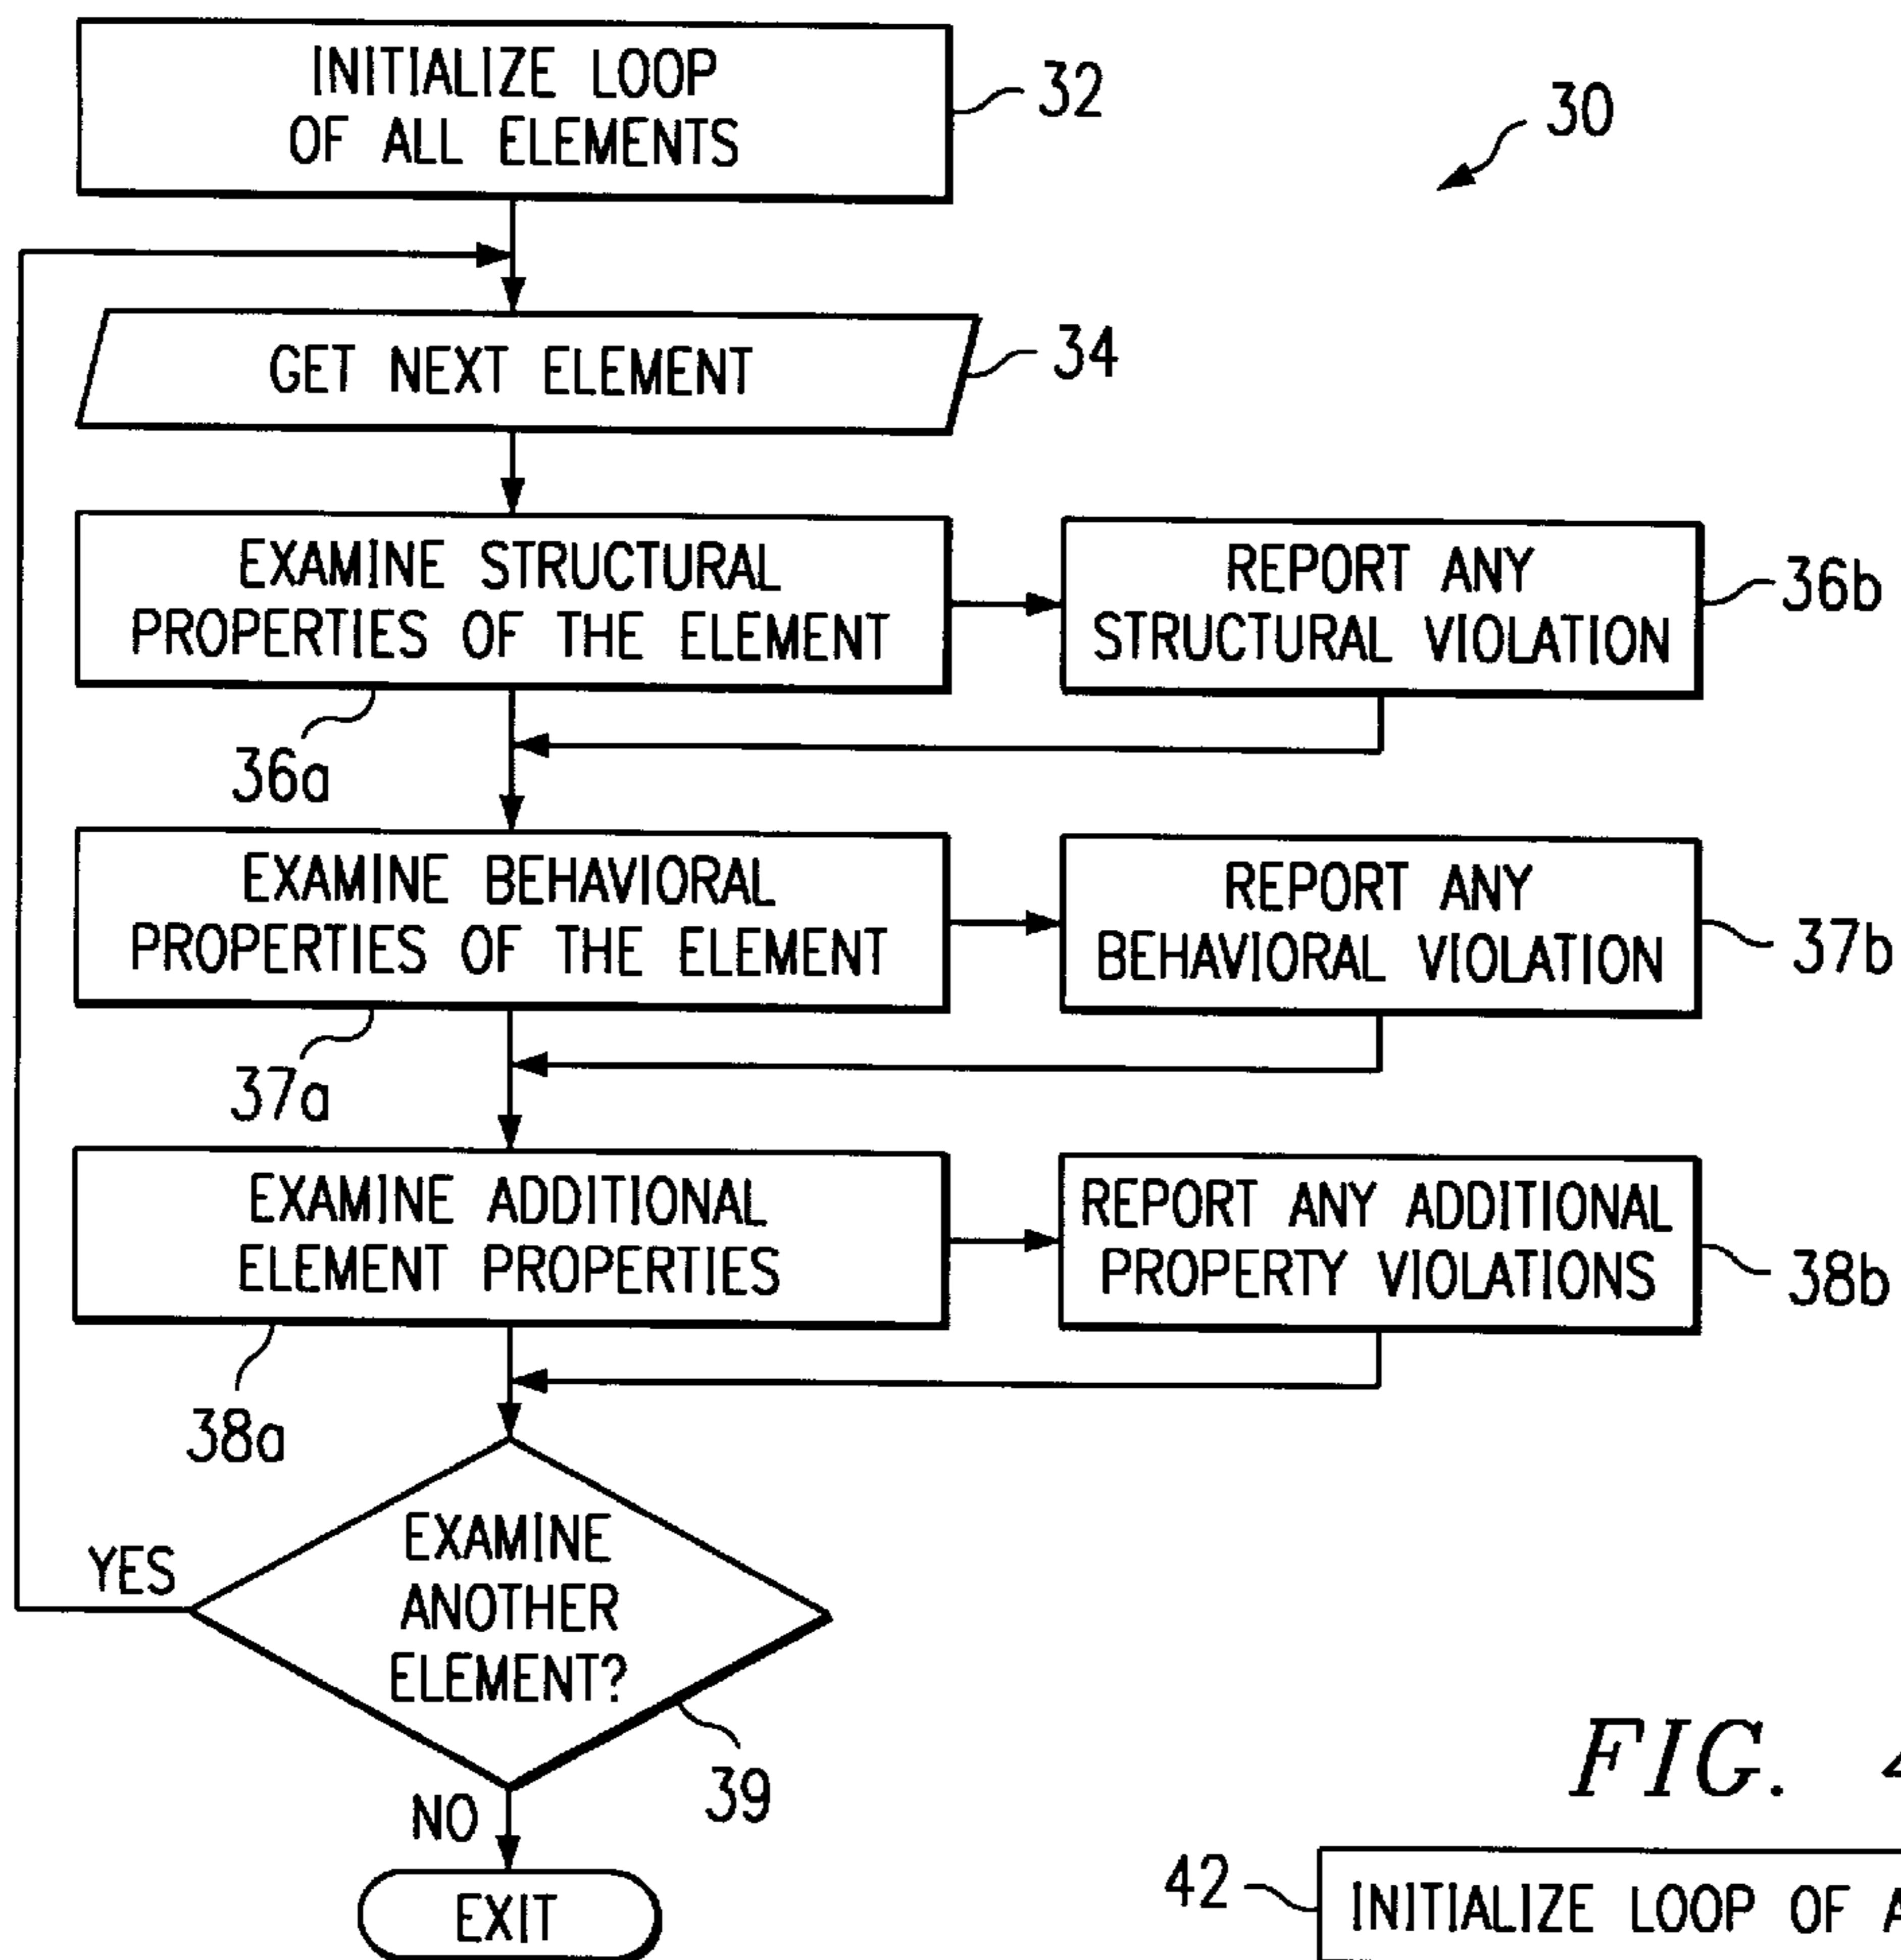 INITIALIZE LOOP
OF ALL ELEMENTS
32
30
GET NEXT ELEMENT
34
EXAMINE STRUCTURAL
PROPERTIES OF THE ELEMENT
36a
REPORT ANY
STRUCTURAL VIOLATION
36b
EXAMINE BEHAVIORAL
PROPERTIES OF THE ELEMENT
37a
REPORT ANY
BEHAVIORAL VIOLATION
37b
EXAMINE ADDITIONAL
ELEMENT PROPERTIES
38a
REPORT ANY ADDITIONAL
PROPERTY VIOLATIONS
38b
EXAMINE
ANOTHER
ELEMENT?
39
YES
NO
EXIT
FIG.
42
INITIALIZE LOOP OF